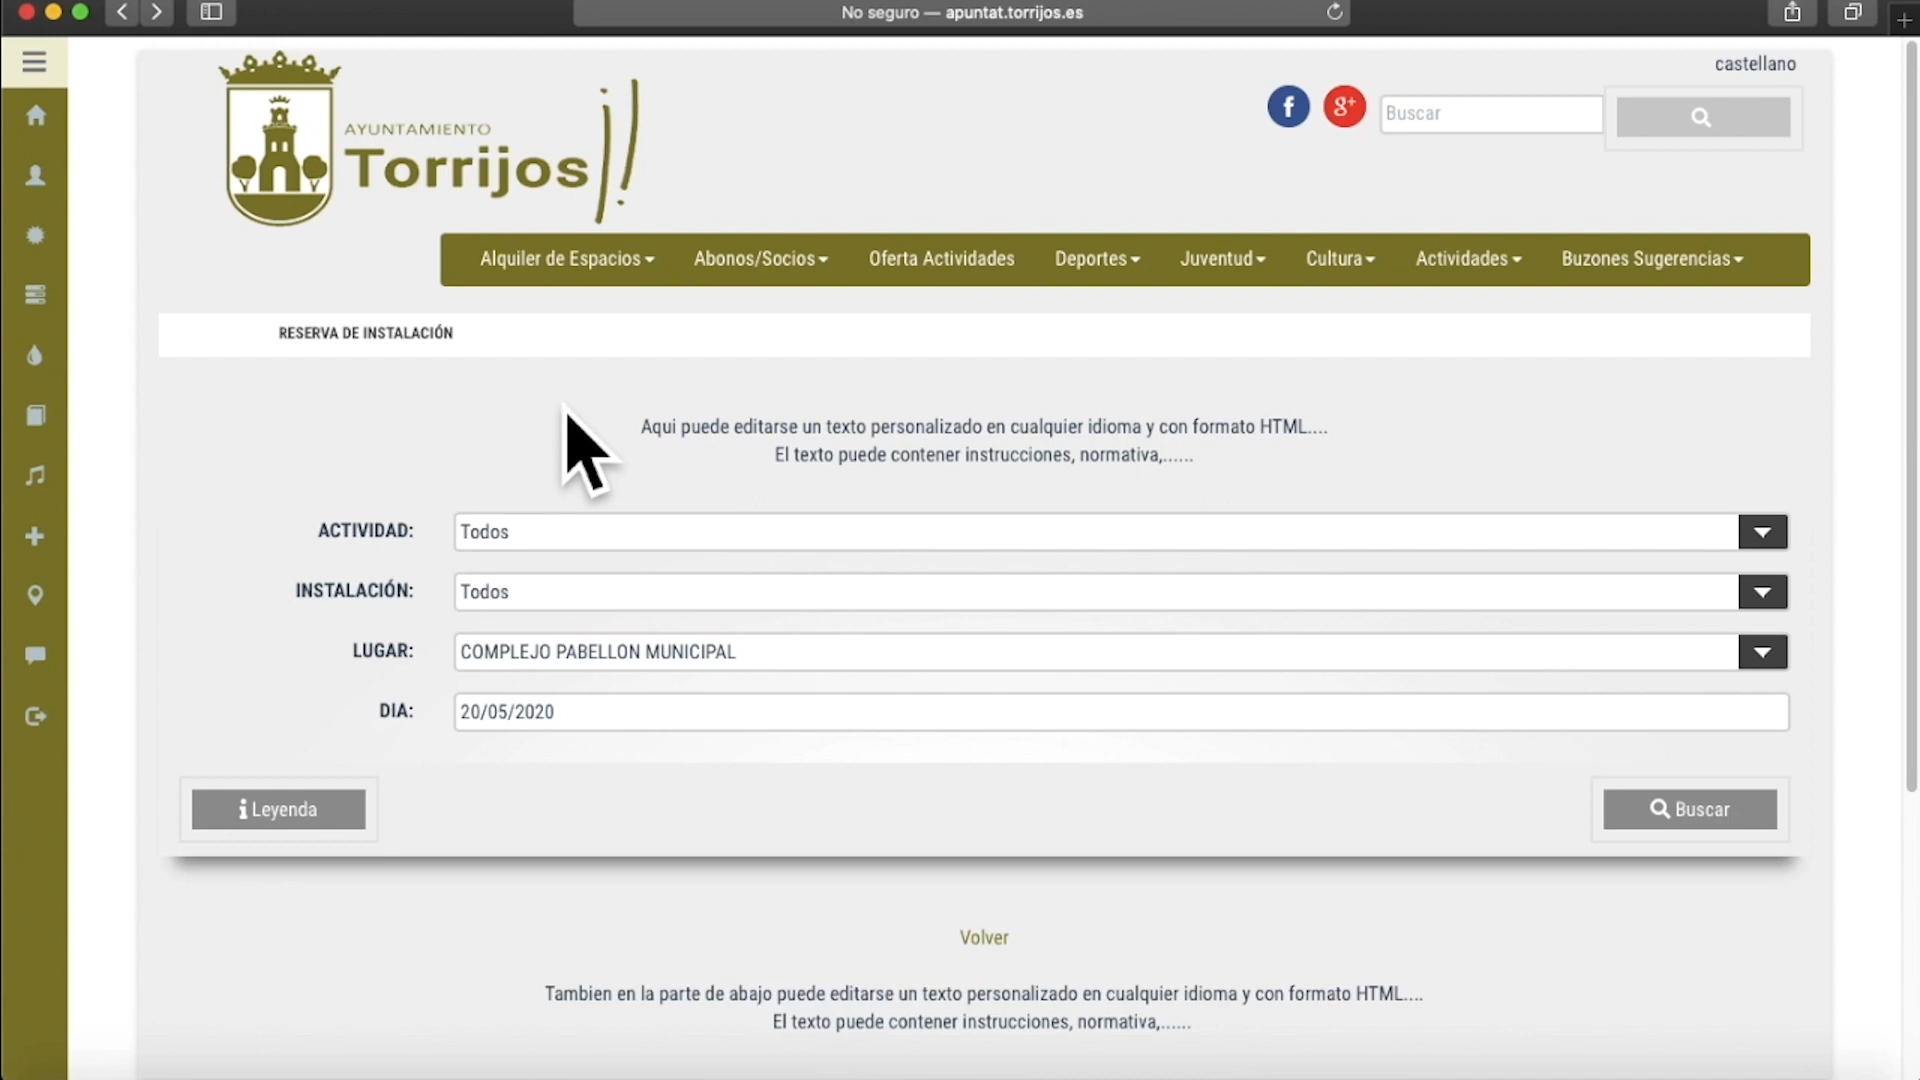 No seguro — apuntat.torrijos.es
castellano
AYUNTAMIENTO
Torrijos
f
g+
Buscar
Alquiler de Espacios
Abonos/Socios
Oferta Actividades
Deportes
Juventud
Cultura
Actividades
Buzones Sugerencias
RESERVA DE INSTALACIÓN
Aqui puede editarse un texto personalizado en cualquier idioma y con formato HTML....
El texto puede contener instrucciones, normativa,......
ACTIVIDAD: Todos
INSTALACIÓN: Todos
LUGAR: COMPLEJO PABELLON MUNICIPAL
DIA: 20/05/2020
Leyenda
Buscar
Volver
Tambien en la parte de abajo puede editarse un texto personalizado en cualquier idioma y con formato HTML....
El texto puede contener instrucciones, normativa,......